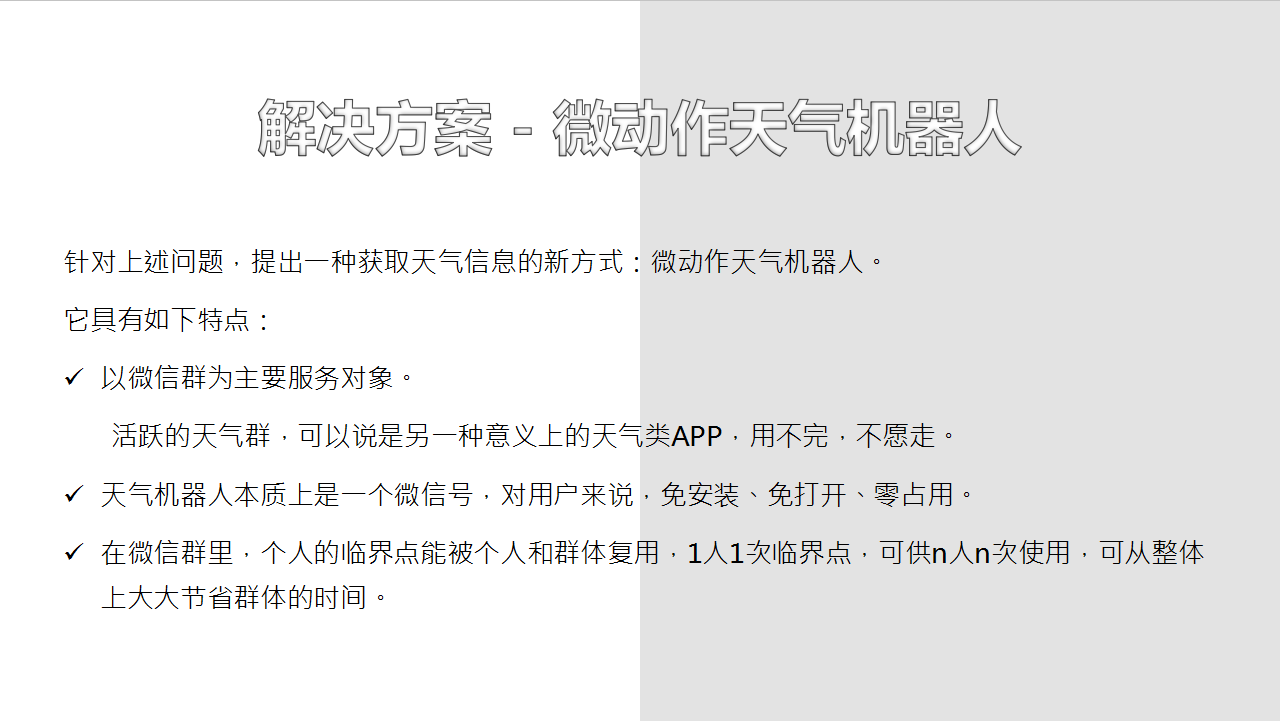 解决方案 - 微动作天气机器人
针对上述问题，提出一种获取天气信息的新方式：微动作天气机器人。
它具有如下特点：
✓ 以微信群为主要服务对象。
活跃的天气群，可以说是另一种意义上的天气类APP，用不完，不愿走。
✓ 天气机器人本质上是一个微信号，对用户来说，免安装、免打开、零占用。
✓ 在微信群里，个人的临界点能被个人和群体复用，1人1次临界点，可供n人n次使用，可从整体
上大大节省群体的时间。